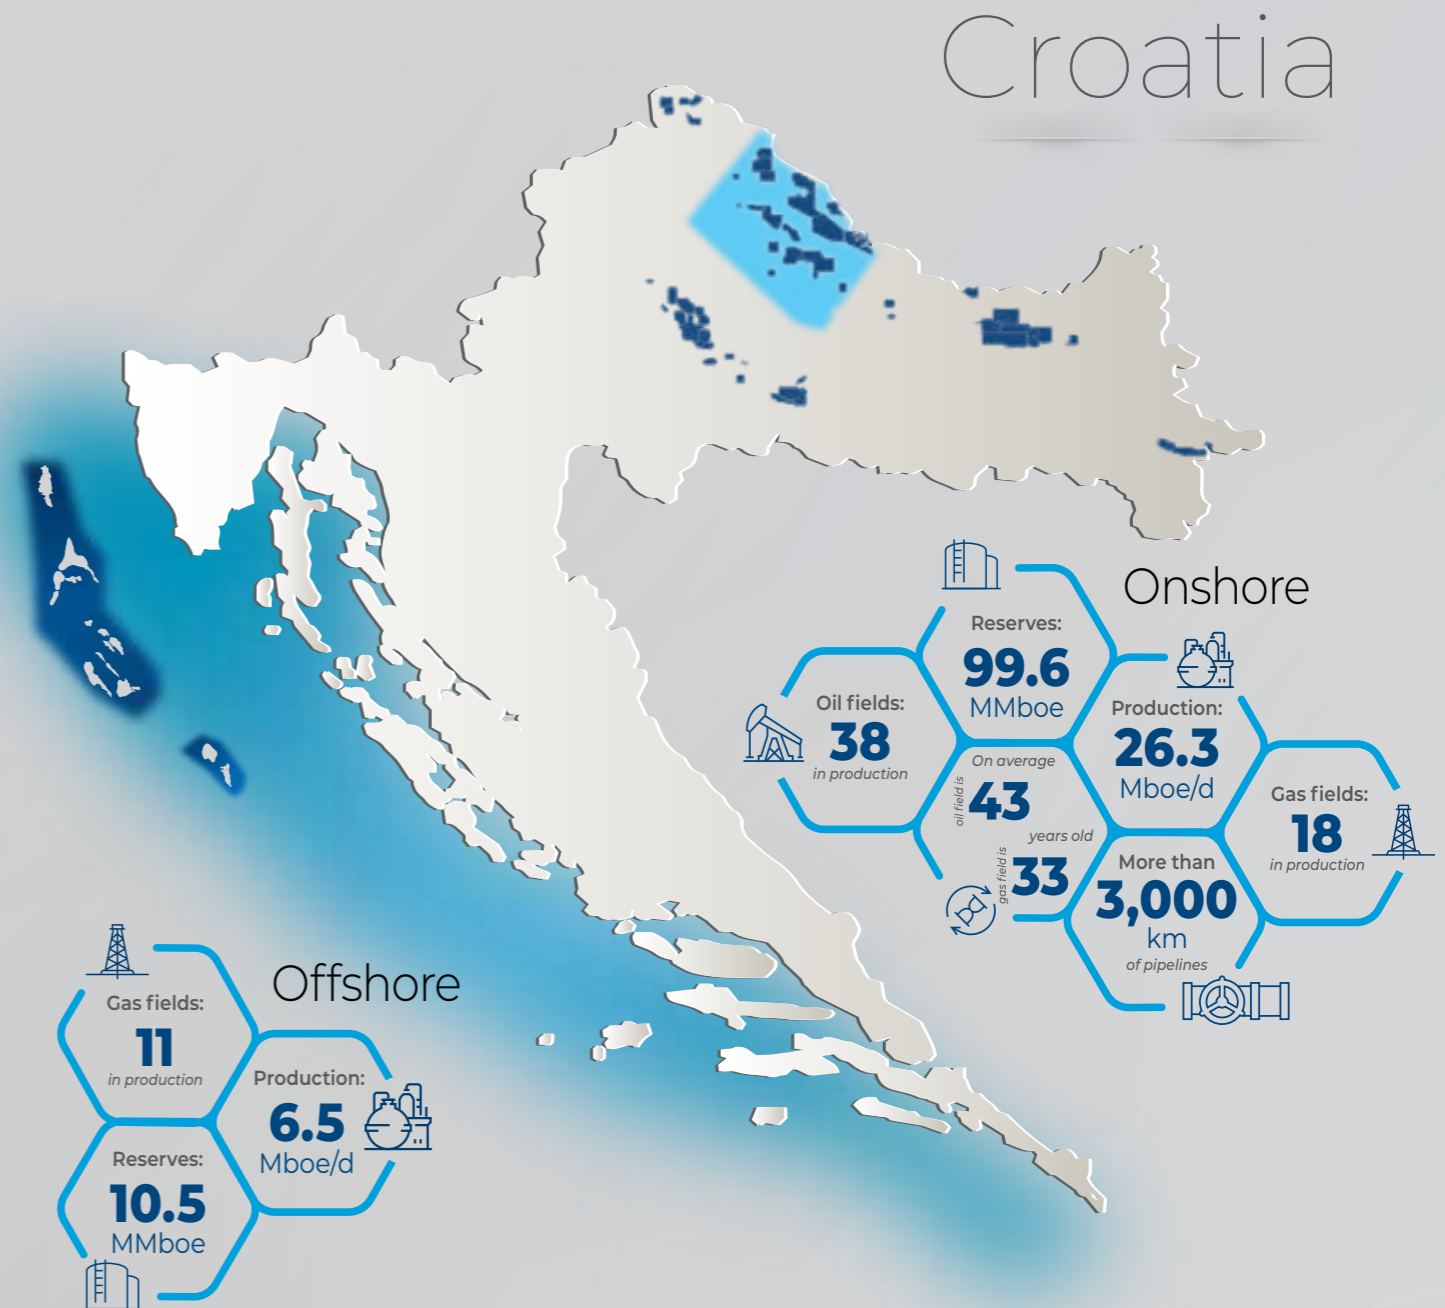 Croatia
Onshore
Reserves:
99.6
MMboe
Oil fields:
38
in production
Production:
26.3
Mboe/d
On average
oil field is
43
years old
gas field is
33
Gas fields:
18
in production
More than
3,000
km
of pipelines
Offshore
Gas fields:
11
in production
Production:
6.5
Mboe/d
Reserves:
10.5
MMboe